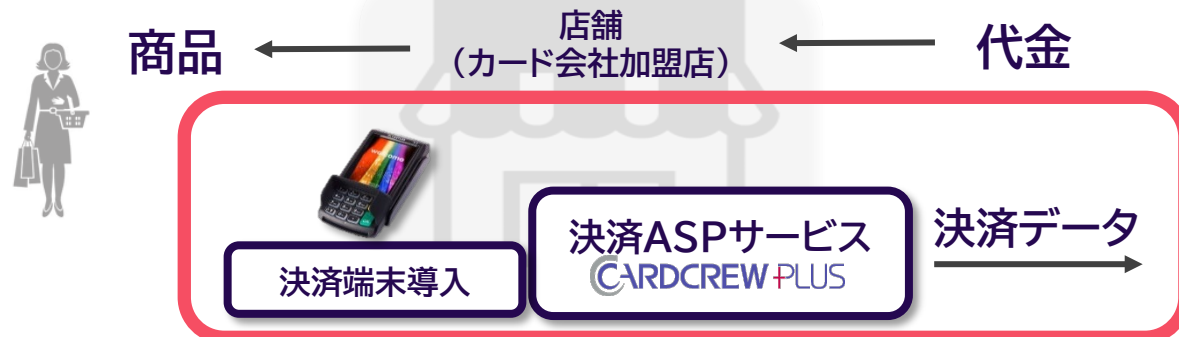 商品
店舗
（カード会社加盟店）
代金
welcome
決済端末導入
決済ASPサービス
CARDCREW PLUS
決済データ